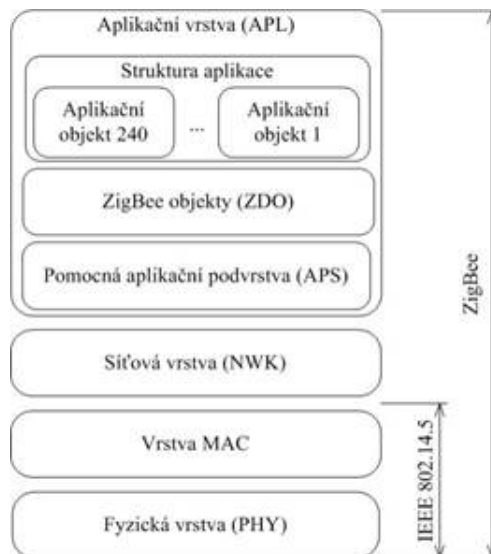 Aplikační vrstva (APL)
Struktura aplikace
Aplikační
objekt 240
...
Aplikační
objekt 1
ZigBee objekty (ZDO)
Pomocná aplikační podvrstva (APS)
Síťová vrstva (NWK)
Vrstva MAC
Fyzická vrstva (PHY)
IEEE 802.14.5
ZigBee